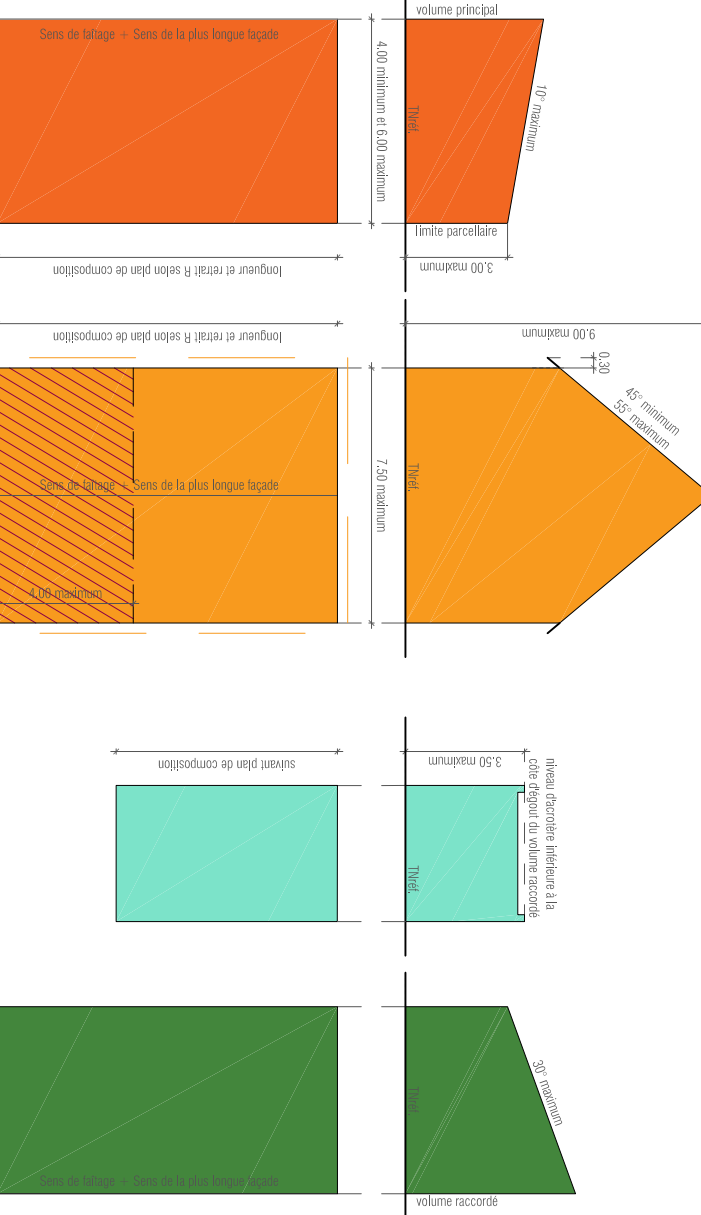 volume principal
Sens de faîtage + Sens de la plus longue façade
4.00 minimum et 6.00 maximum
TNréf.
10° maximum
limite parcellaire
3.00 maximum
longueur et retrait R selon plan de composition
longueur et retrait R selon plan de composition
9.00 maximum
0.30
45° minimum
55° maximum
Sens de faîtage + Sens de la plus longue façade
7.50 maximum
TNréf.
4.00 maximum
suivant plan de composition
3.50 maximum
niveau d'acrotère inférieure à la
côte d'égout du volume raccordé
TNréf.
30° maximum
TNréf.
Sens de faîtage + Sens de la plus longue façade
volume raccordé